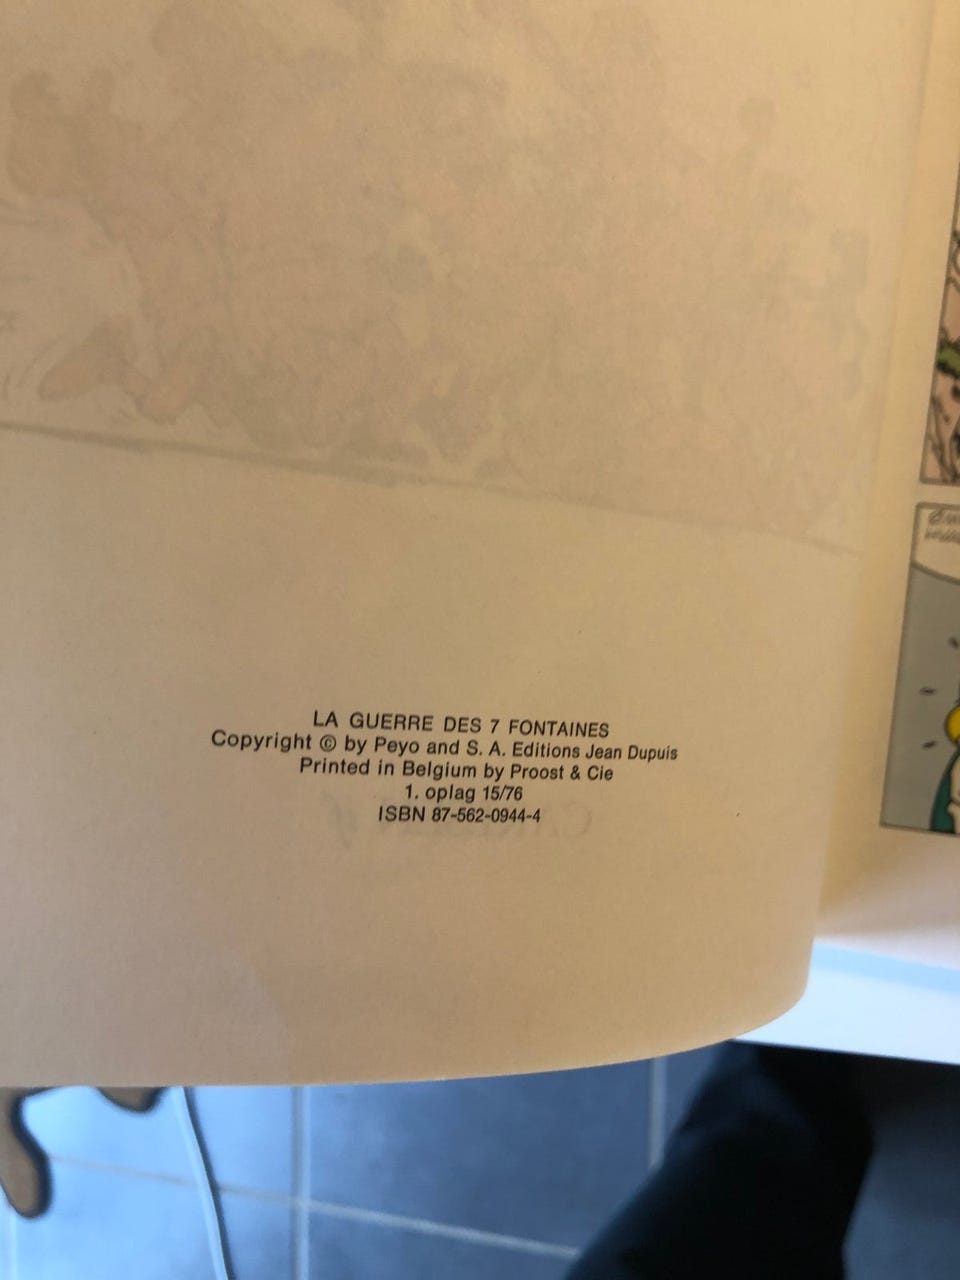 LA GUERRE DES 7 FONTAINES
Copyright © by Peyo and S. A. Editions Jean Dupuis
Printed in Belgium by Proost & Cie
1. oplag 15/76
ISBN 87-562-0944-4